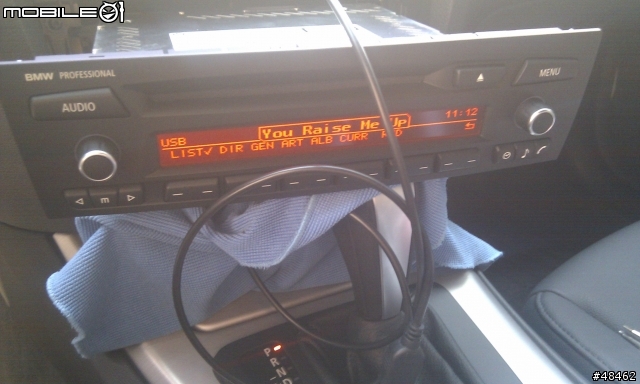 MOBILE01
BMW PROFESSIONAL
AUDIO
MENU
11:12
USB
You Raise Me Up
LIST✓ DIR GEN ART ALB CURR
m
P
R
N
D
#48462